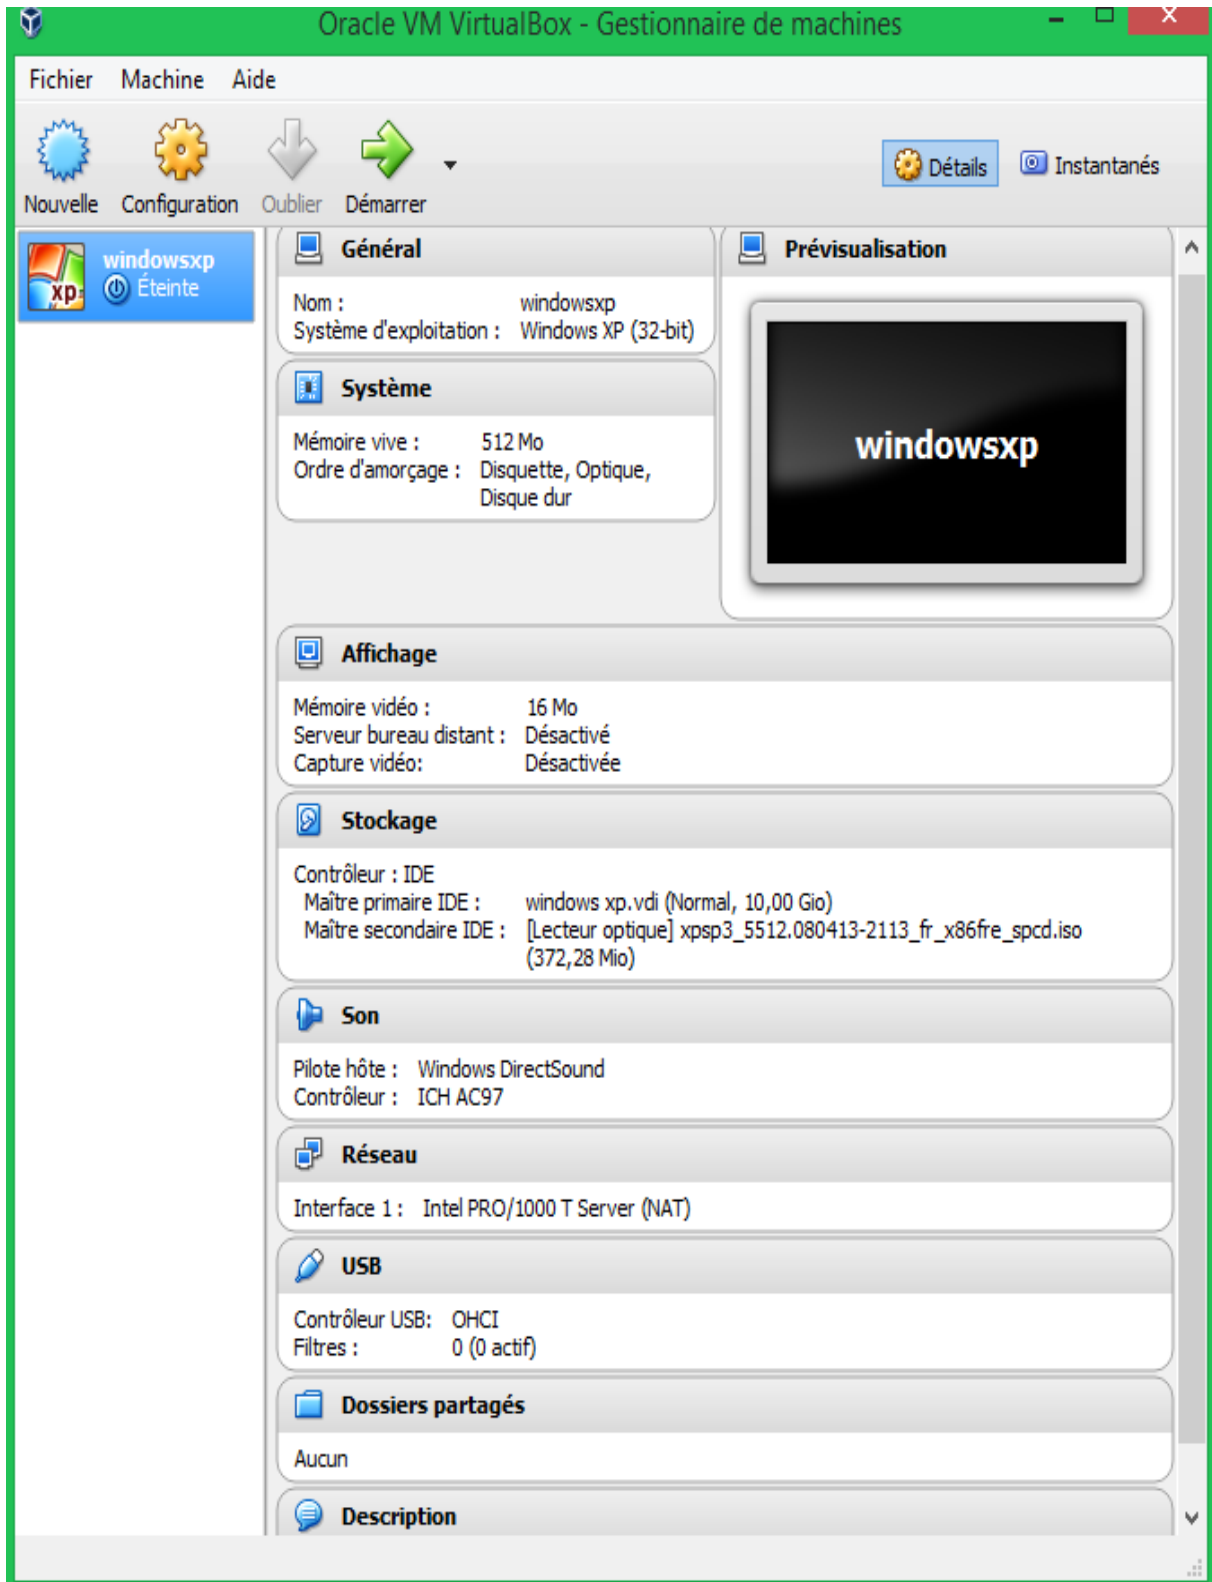 Oracle VM VirtualBox - Gestionnaire de machines
Fichier Machine Aide
Nouvelle Configuration Oublier Démarrer Détails Instantanés
windowsxp
Éteinte
xp
Général
Nom : windowsxp
Système d'exploitation : Windows XP (32-bit)
Système
Mémoire vive : 512 Mo
Ordre d'amorçage : Disquette, Optique,
Disque dur
Prévisualisation
windowsxp
Affichage
Mémoire vidéo : 16 Mo
Serveur bureau distant : Désactivé
Capture vidéo: Désactivée
Stockage
Contrôleur : IDE
Maître primaire IDE : windows xp.vdi (Normal, 10,00 Gio)
Maître secondaire IDE : [Lecteur optique] xpsp3_5512.080413-2113_fr_x86fre_spcd.iso
(372,28 Mio)
Son
Pilote hôte : Windows DirectSound
Contrôleur : ICH AC97
Réseau
Interface 1 : Intel PRO/1000 T Server (NAT)
USB
Contrôleur USB: OHCI
Filtres : 0 (0 actif)
Dossiers partagés
Aucun
Description